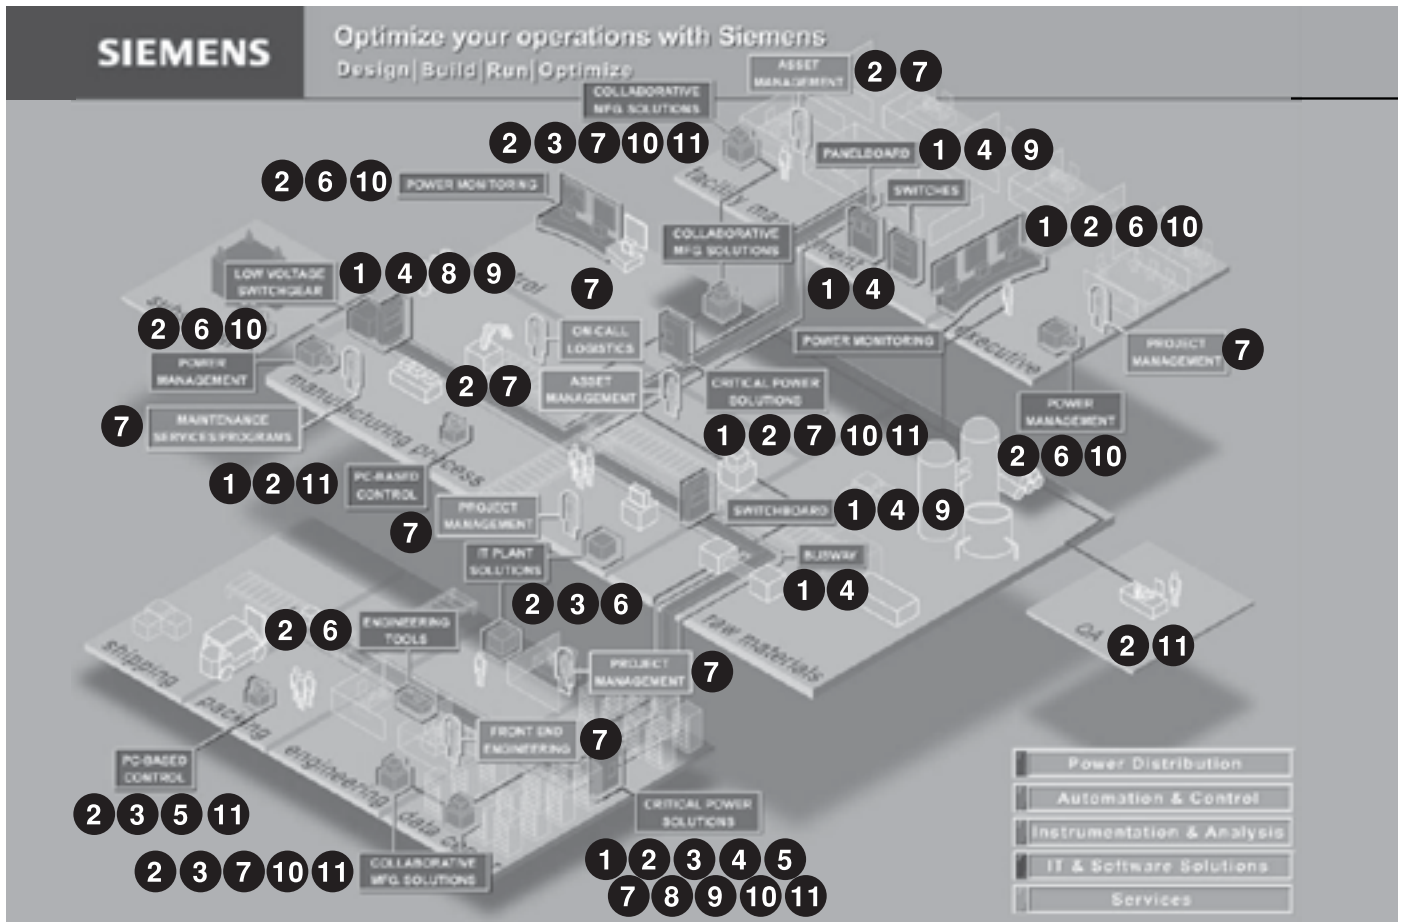 SIEMENS
Optimize your operations with Siemens
Design|Build|Run|Optimize
ASSET
MANAGEMENT
2 7
COLLABORATIVE
MFG SOLUTIONS
2 3 7 10 11
PANELBOARD
1 4 9
2 6 10
POWER MONITORING
SWITCHES
facility management
COLLABORATIVE
MFG SOLUTIONS
1 2 6 10
LOW VOLTAGE
SWITCHGEAR
1 4 8 9
7
1 4
2 6 10
ON CALL
LOGISTICS
POWER MONITORING
executive
PROJECT
MANAGEMENT
7
POWER
MANAGEMENT
2 7
ASSET
MANAGEMENT
CRITICAL POWER
SOLUTIONS
1 2 7 10 11
POWER
MANAGEMENT
2 6 10
7
MAINTENANCE
SERVICES/PROGRAMS
manufacturing process
1 2 11
PC-BASED
CONTROL
7
PROJECT
MANAGEMENT
SWITCHBOARD
1 4 9
IT PLANT
SOLUTIONS
2 3 6
BUSWAY
1 4
raw materials
QA
2 11
2 6
ENGINEERING
TOOLS
PROJECT
MANAGEMENT
7
shipping
packing
engineering
data center
FRONT END
ENGINEERING
7
PC-BASED
CONTROL
2 3 5 11
2 3 7 10 11
COLLABORATIVE
MFG SOLUTIONS
CRITICAL POWER
SOLUTIONS
1 2 3 4 5
7 8 9 10 11
Power Distribution
Automation & Control
Instrumentation & Analysis
IT & Software Solutions
Services